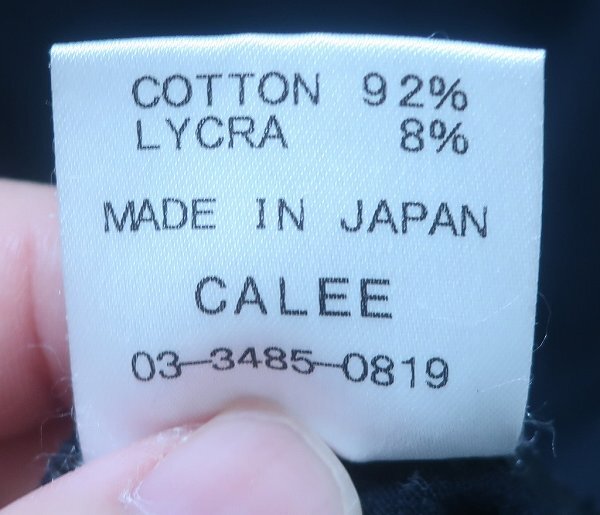 COTTON 92%
LYCRA 8%
MADE IN JAPAN
CALEE
03-3485-0819